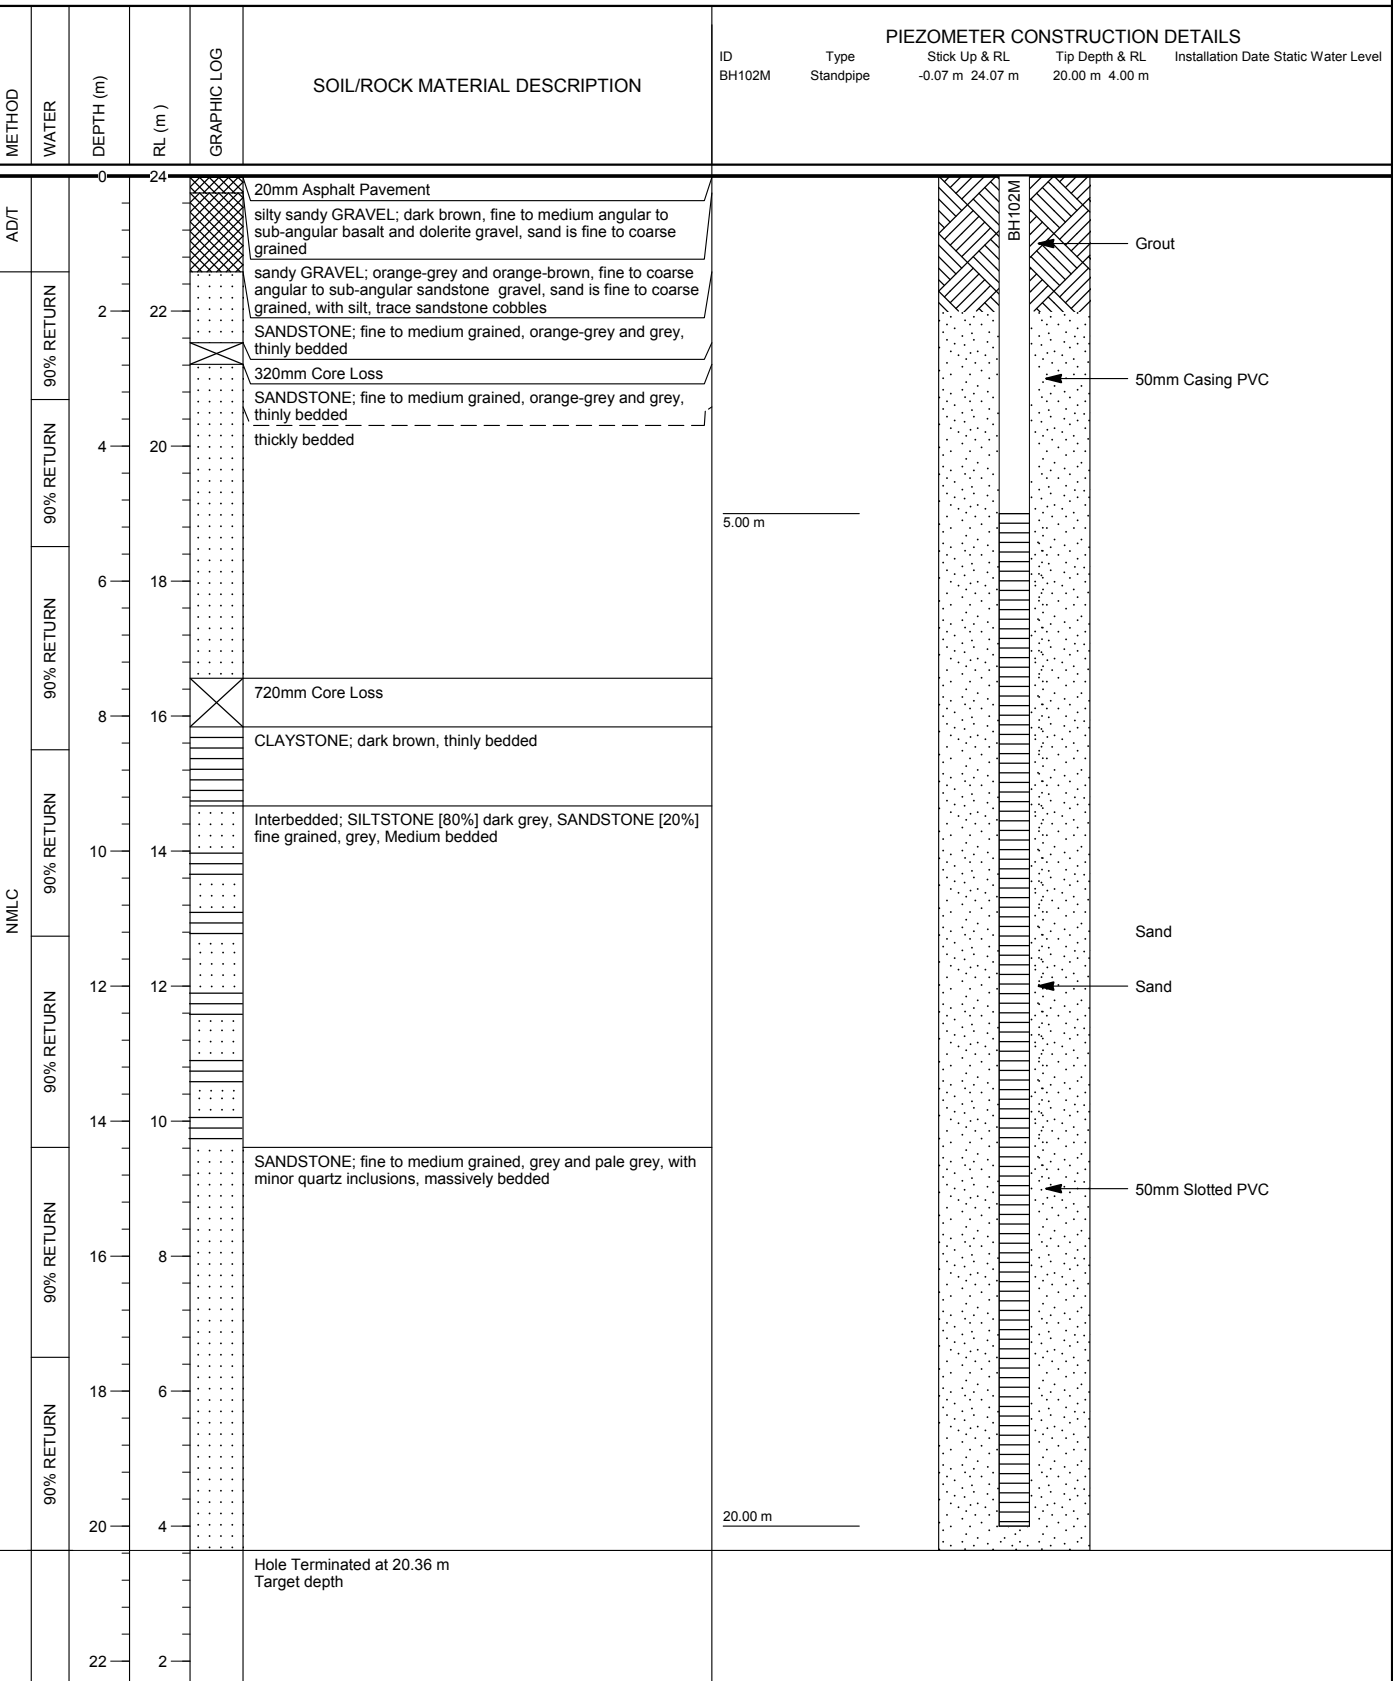 METHOD
WATER
DEPTH (m)
RL (m )
GRAPHIC LOG
SOIL/ROCK MATERIAL DESCRIPTION
PIEZOMETER CONSTRUCTION DETAILS
ID Type Stick Up & RL Tip Depth & RL Installation Date Static Water Level
BH102M Standpipe -0.07 m 24.07 m 20.00 m 4.00 m
AD/T
NMLC
90% RETURN
90% RETURN
90% RETURN
90% RETURN
90% RETURN
90% RETURN
90% RETURN
0
2
4
6
8
10
12
14
16
18
20
22
24
22
20
18
16
14
12
10
8
6
4
2
20mm Asphalt Pavement
silty sandy GRAVEL; dark brown, fine to medium angular to
sub-angular basalt and dolerite gravel, sand is fine to coarse
grained
sandy GRAVEL; orange-grey and orange-brown, fine to coarse
angular to sub-angular sandstone gravel, sand is fine to coarse
grained, with silt, trace sandstone cobbles
SANDSTONE; fine to medium grained, orange-grey and grey,
thinly bedded
320mm Core Loss
SANDSTONE; fine to medium grained, orange-grey and grey,
thinly bedded
thickly bedded
720mm Core Loss
CLAYSTONE; dark brown, thinly bedded
Interbedded; SILTSTONE [80%] dark grey, SANDSTONE [20%]
fine grained, grey, Medium bedded
SANDSTONE; fine to medium grained, grey and pale grey, with
minor quartz inclusions, massively bedded
Hole Terminated at 20.36 m
Target depth
BH102M
Grout
50mm Casing PVC
5.00 m
Sand
Sand
50mm Slotted PVC
20.00 m